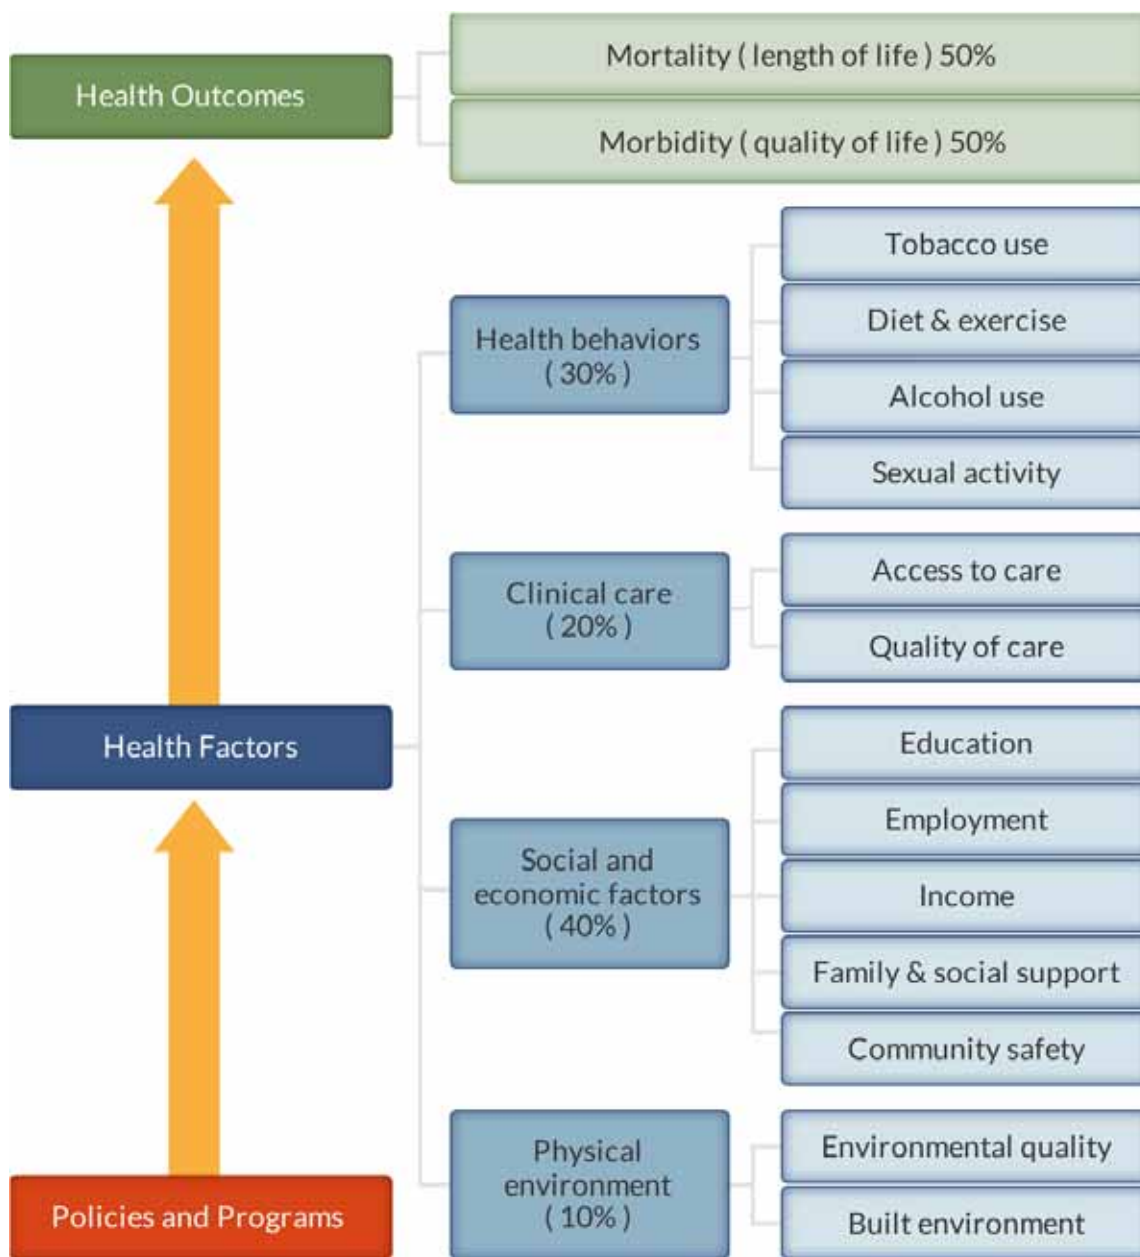 Health Outcomes
Mortality ( length of life ) 50%
Morbidity ( quality of life ) 50%
Health Factors
Health behaviors
( 30% )
Tobacco use
Diet & exercise
Alcohol use
Sexual activity
Clinical care
( 20% )
Access to care
Quality of care
Social and
economic factors
( 40% )
Education
Employment
Income
Family & social support
Community safety
Physical
environment
( 10% )
Environmental quality
Built environment
Policies and Programs